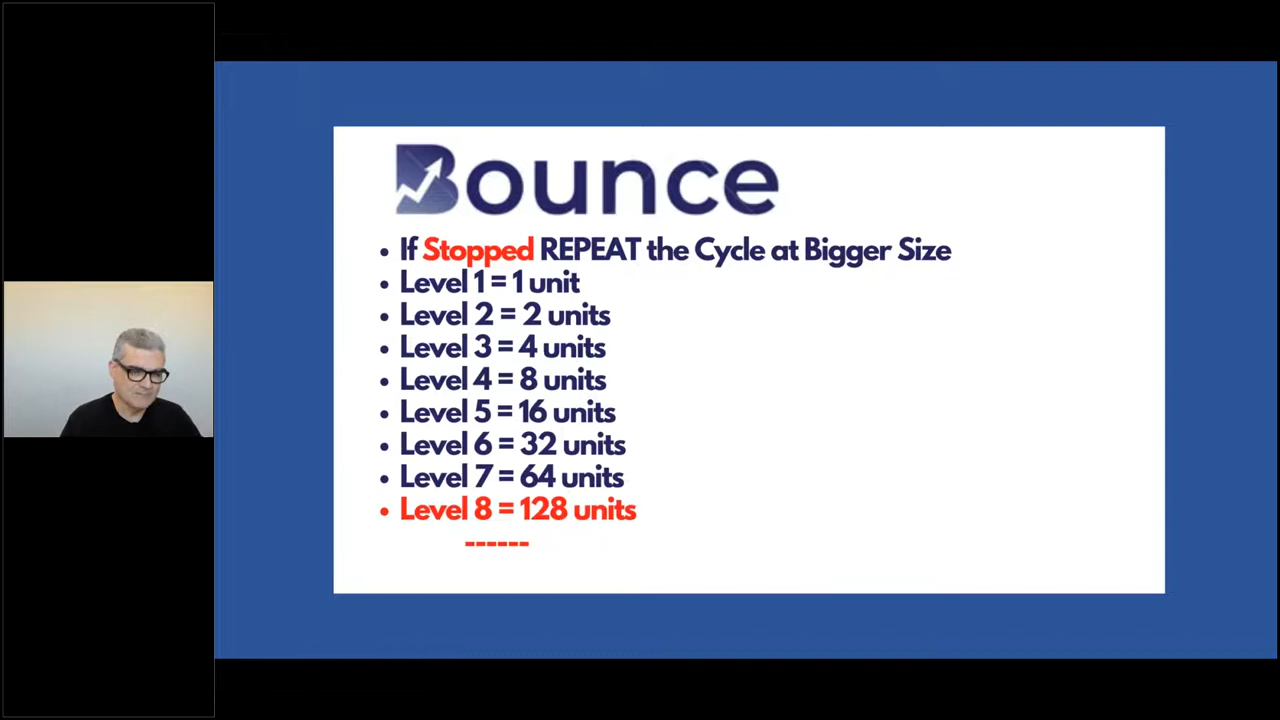 Bounce
• If Stopped REPEAT the Cycle at Bigger Size
• Level 1 = 1 unit
• Level 2 = 2 units
• Level 3 = 4 units
• Level 4 = 8 units
• Level 5 = 16 units
• Level 6 = 32 units
• Level 7 = 64 units
• Level 8 = 128 units
------